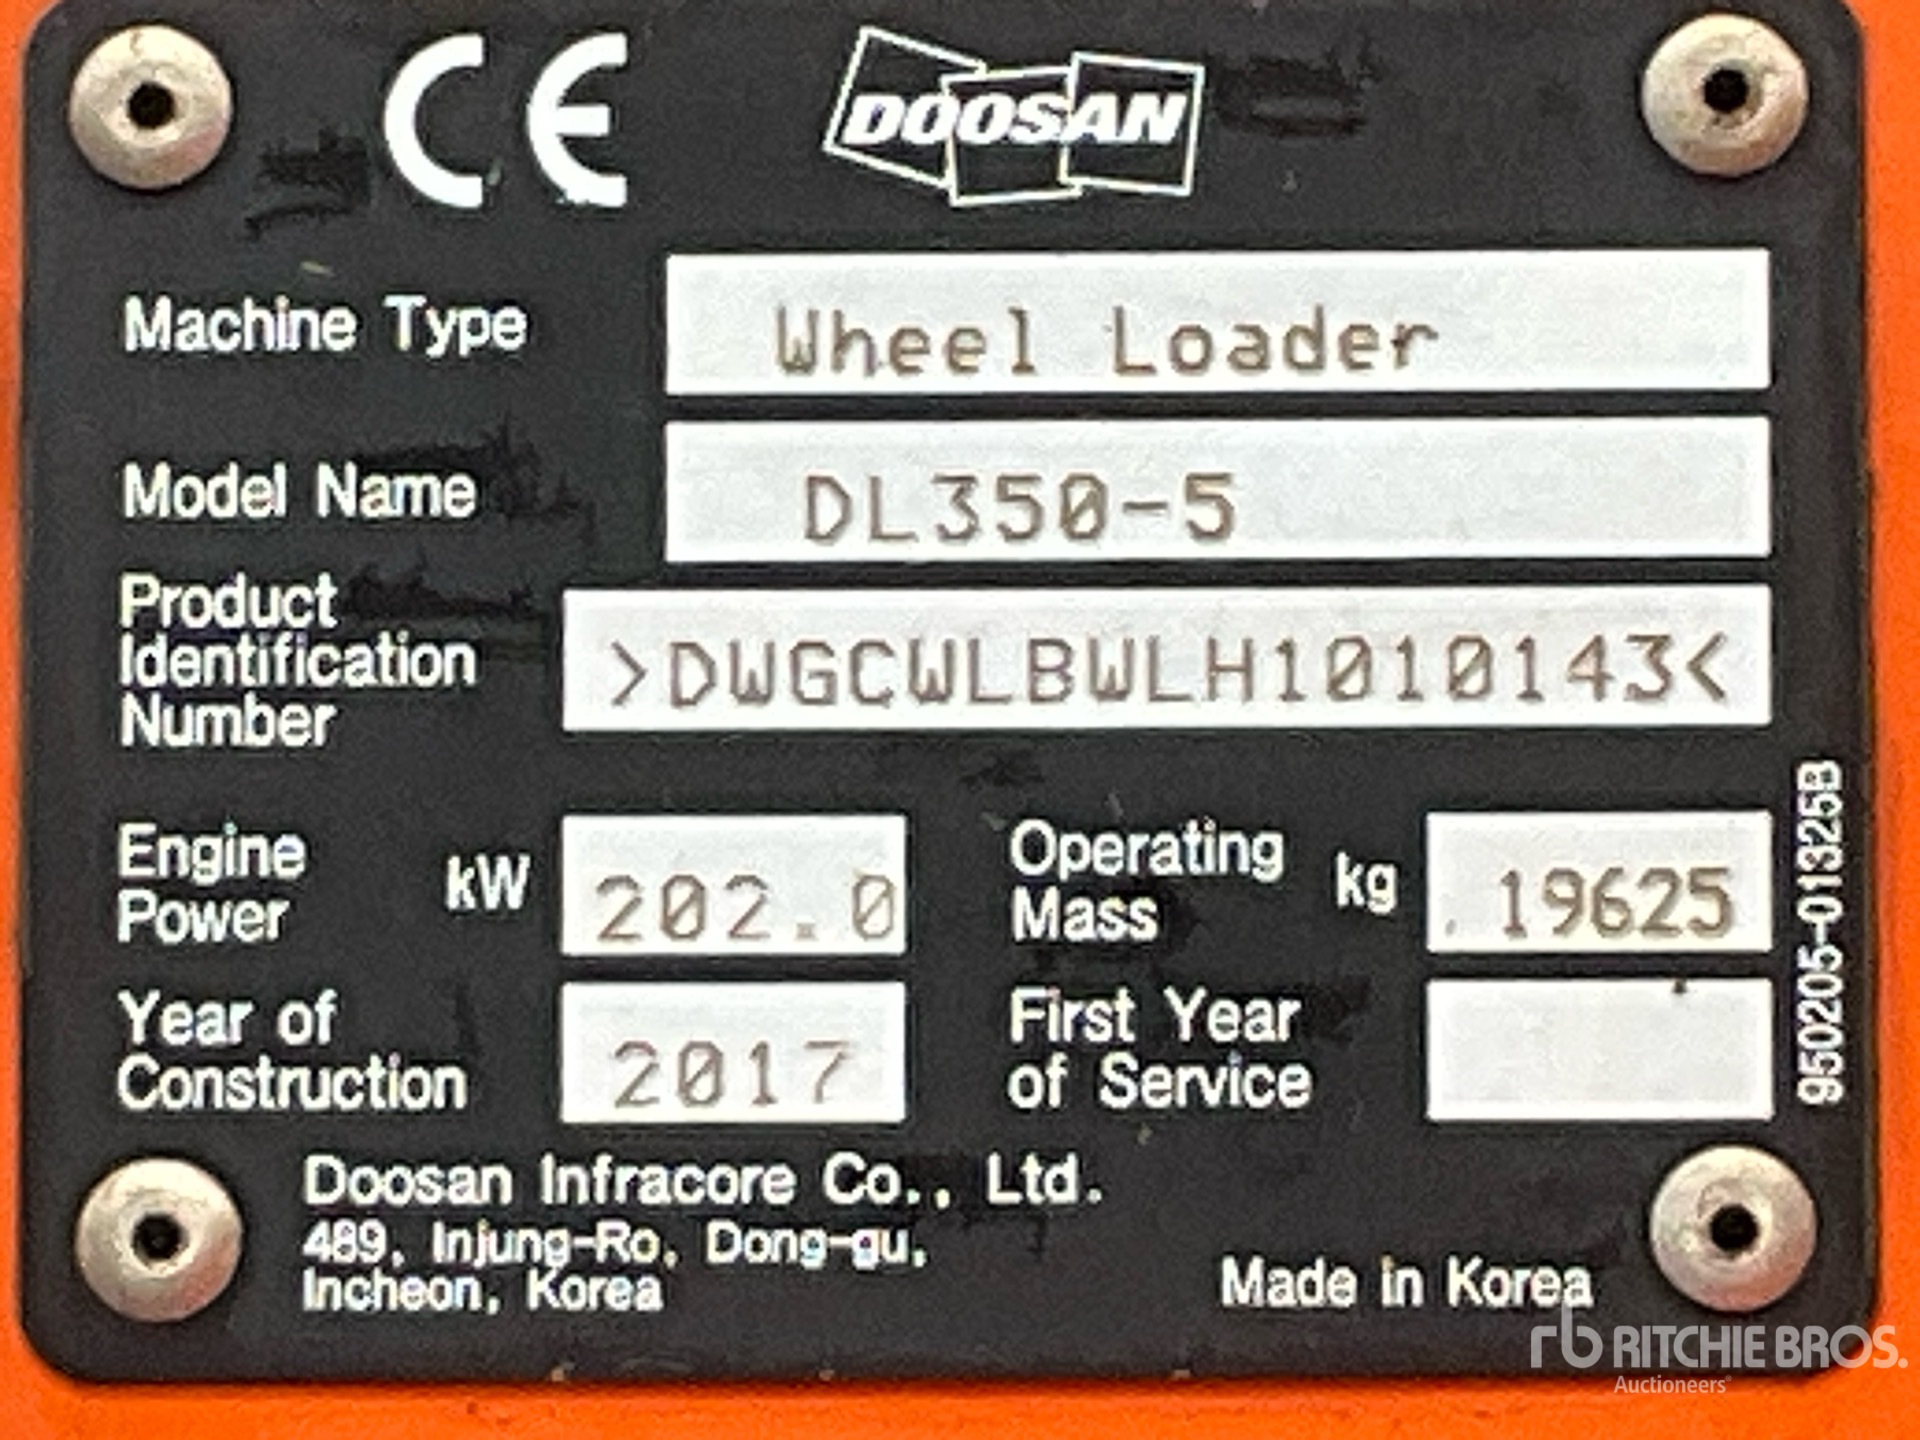 CE DOOSAN
Machine Type Wheel Loader
Model Name DL350-5
Product
Identification
Number >DWGCWLBWLH1010143<
Engine
Power kW 202.0
Operating
Mass kg 19625
Year of
Construction 2017
First Year
of Service
950205-01325B
Doosan Infracore Co., Ltd.
489, Injung-Ro, Dong-gu,
Incheon, Korea
Made in Korea
rb RITCHIE BROS.
Auctioneers®